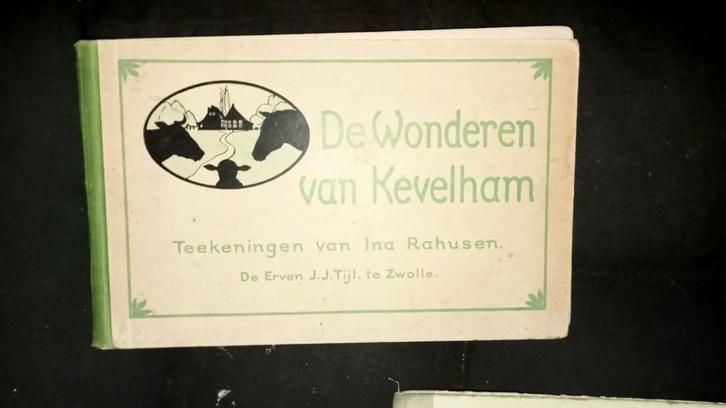 De Wonderen
van Kevelham
Teekeningen van Ina Rahusen.
De Erven J.J.Tijl. te Zwolle.